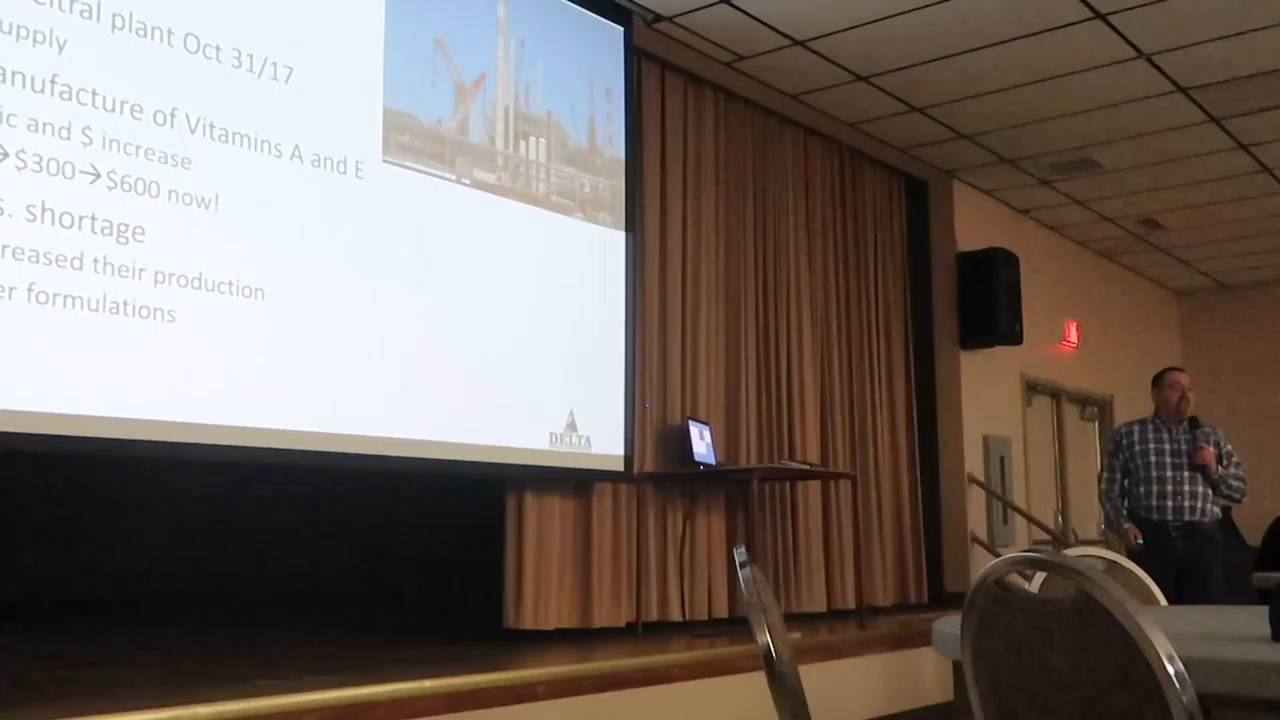 citral plant Oct 31/17
upply
anufacture of Vitamins A and E
ic and $ increase
→$300→$600 now!
s. shortage
reased their production
er formulations
DELTA